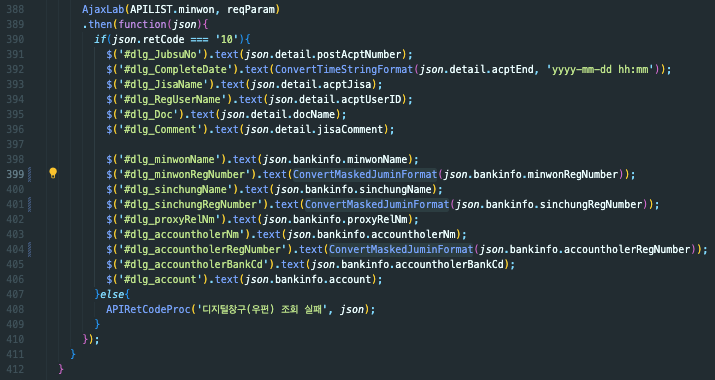 388 AjaxLab(APILIST.minwon, reqParam)
389 .then(function(json){
390 if(json.retCode === '10'){
391 $('#dlg_JubsuNo').text(json.detail.postAcptNumber);
392 $('#dlg_CompleteDate').text(ConvertTimeStringFormat(json.detail.acptEnd, 'yyyy-mm-dd hh:mm'));
393 $('#dlg_JisaName').text(json.detail.acptJisa);
394 $('#dlg_RegUserName').text(json.detail.acptUserID);
395 $('#dlg_Doc').text(json.detail.docName);
396 $('#dlg_Comment').text(json.detail.jisaComment);
397
398 $('#dlg_minwonName').text(json.bankinfo.minwonName);
399 $('#dlg_minwonRegNumber').text(ConvertMaskedJuminFormat(json.bankinfo.minwonRegNumber));
400 $('#dlg_sinchungName').text(json.bankinfo.sinchungName);
401 $('#dlg_sinchungRegNumber').text(ConvertMaskedJuminFormat(json.bankinfo.sinchungRegNumber));
402 $('#dlg_proxyRelNm').text(json.bankinfo.proxyRelNm);
403 $('#dlg_accountholerNm').text(json.bankinfo.accountholerNm);
404 $('#dlg_accountholerRegNumber').text(ConvertMaskedJuminFormat(json.bankinfo.accountholerRegNumber));
405 $('#dlg_accountholerBankCd').text(json.bankinfo.accountholerBankCd);
406 $('#dlg_account').text(json.bankinfo.account);
407 }else{
408 APIRetCodeProc('디지털창구(우편) 조회 실패', json);
409 }
410 });
411 }
412 }